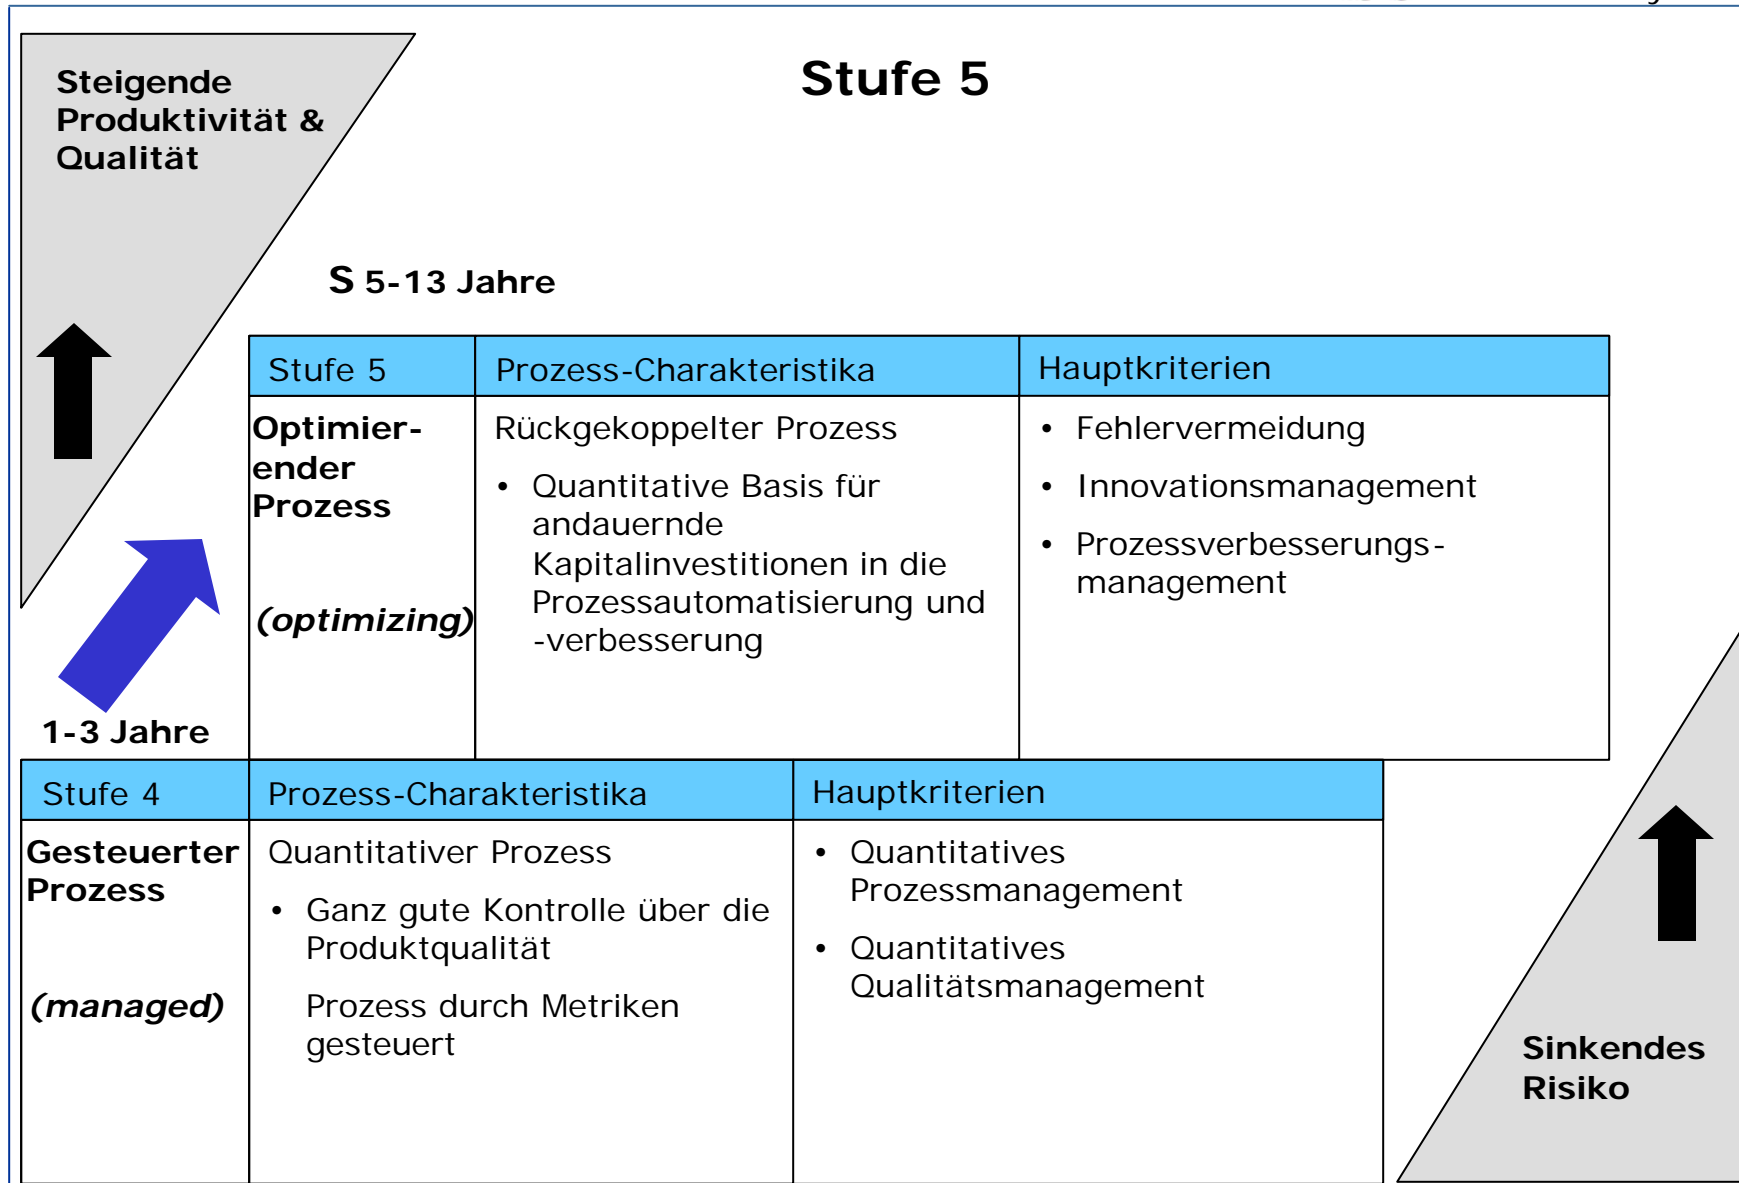 Stufe 5
Steigende
Produktivität &
Qualität
S 5-13 Jahre
Stufe 5
Prozess-Charakteristika
Hauptkriterien
Optimier-
ender
Prozess
(optimizing)
Rückgekoppelter Prozess
• Quantitative Basis für
andauernde
Kapitalinvestitionen in die
Prozessautomatisierung und
-verbesserung
• Fehlervermeidung
• Innovationsmanagement
• Prozessverbesserungs-
management
1-3 Jahre
Stufe 4
Prozess-Charakteristika
Hauptkriterien
Gesteuerter
Prozess
(managed)
Quantitativer Prozess
• Ganz gute Kontrolle über die
Produktqualität
Prozess durch Metriken
gesteuert
• Quantitatives
Prozessmanagement
• Quantitatives
Qualitätsmanagement
Sinkendes
Risiko